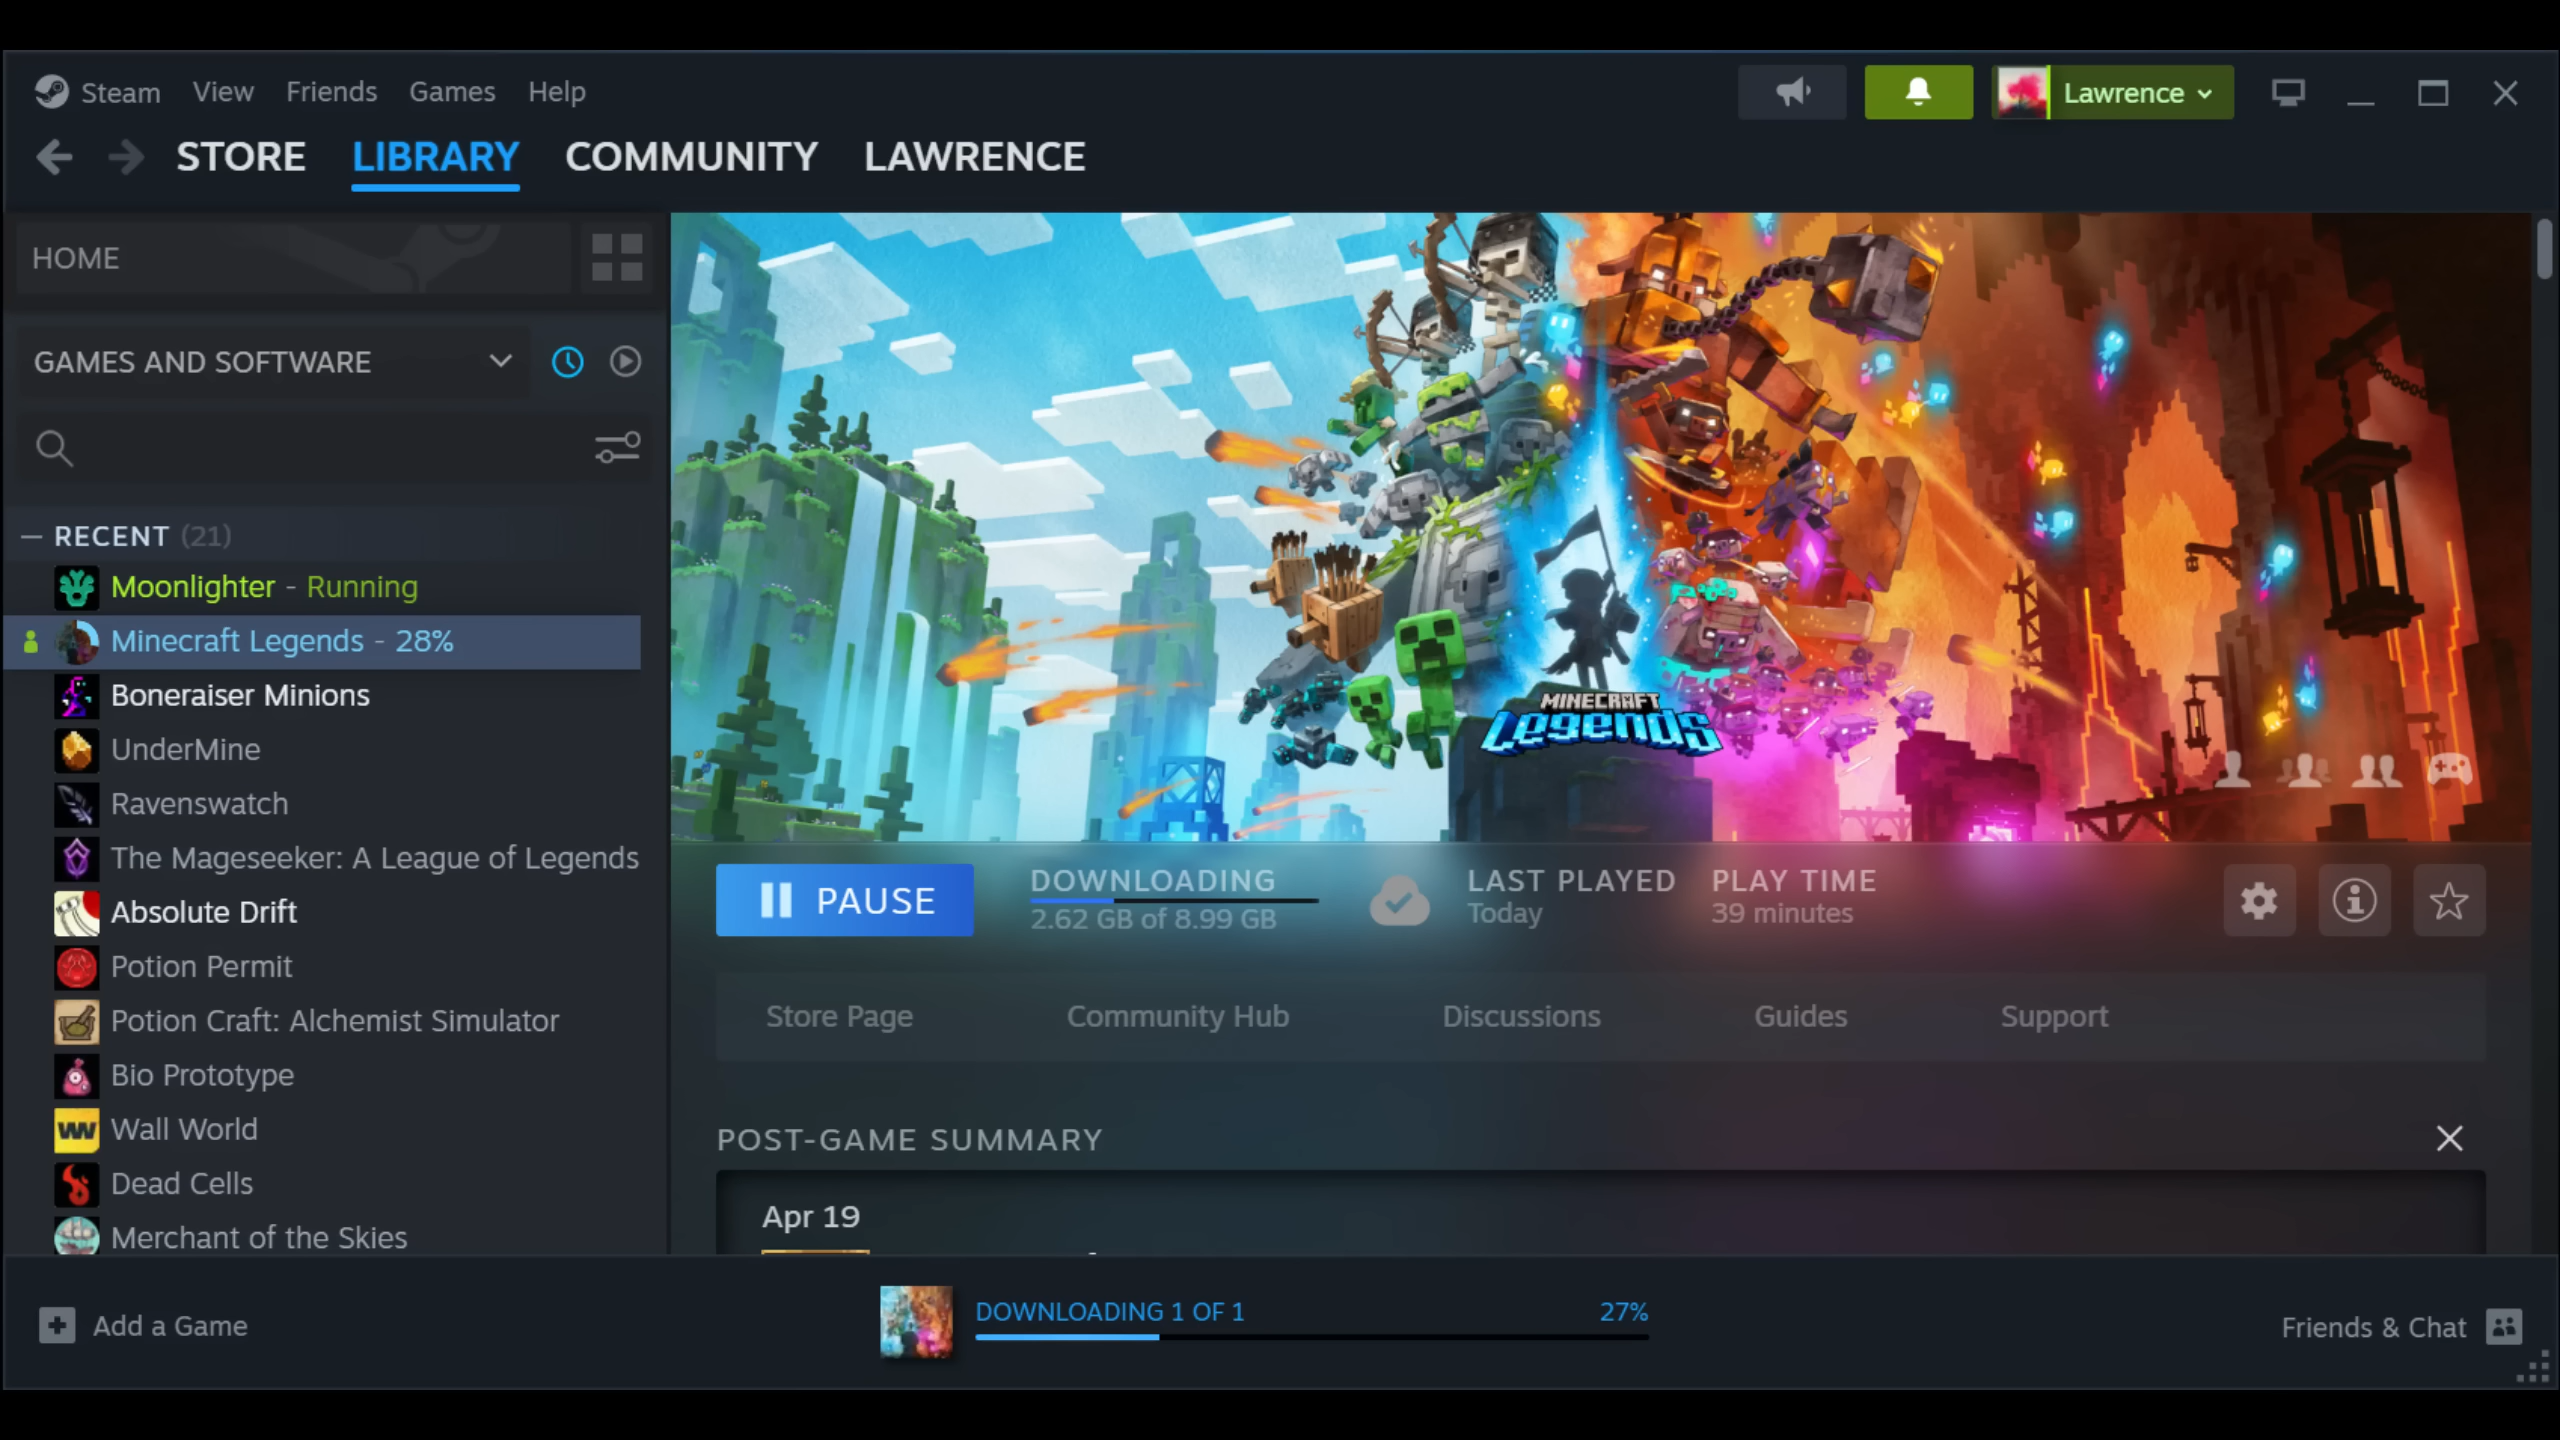 Steam View Friends Games Help
Lawrence
STORE LIBRARY COMMUNITY LAWRENCE
HOME
GAMES AND SOFTWARE
RECENT (21)
Moonlighter - Running
Minecraft Legends - 28%
Boneraiser Minions
UnderMine
Ravenswatch
The Mageseeker: A League of Legends
Absolute Drift
Potion Permit
Potion Craft: Alchemist Simulator
Bio Prototype
Wall World
Dead Cells
Merchant of the Skies
MINECRAFT
Legends
PAUSE
DOWNLOADING
2.62 GB of 8.99 GB
LAST PLAYED
Today
PLAY TIME
39 minutes
Store Page Community Hub Discussions Guides Support
POST-GAME SUMMARY
Apr 19
Add a Game
DOWNLOADING 1 OF 1 27%
Friends & Chat